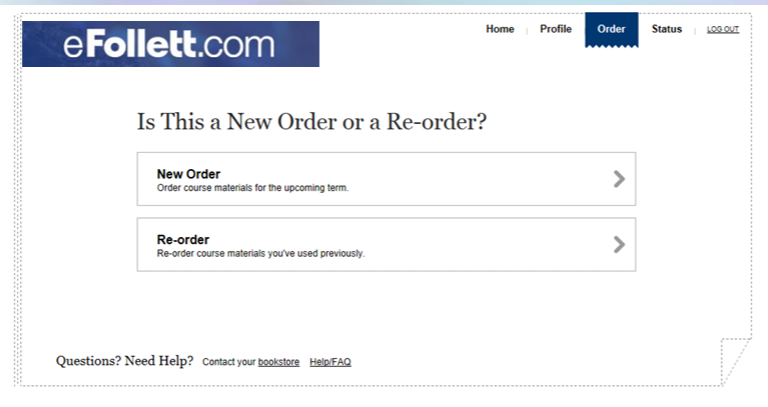 eFollett.com
Home Profile Order Status LOG OUT
Is This a New Order or a Re-order?
New Order
Order course materials for the upcoming term.
Re-order
Re-order course materials you've used previously.
Questions? Need Help? Contact your bookstore Help/FAQ